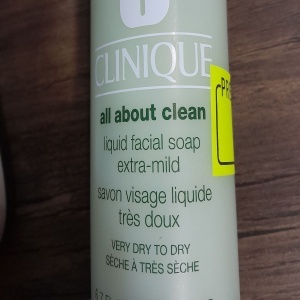 CLINIQUE
all about clean
liquid facial soap
extra-mild
savon visage liquide
très doux
VERY DRY TO DRY
SÈCHE À TRÈS SÈCHE